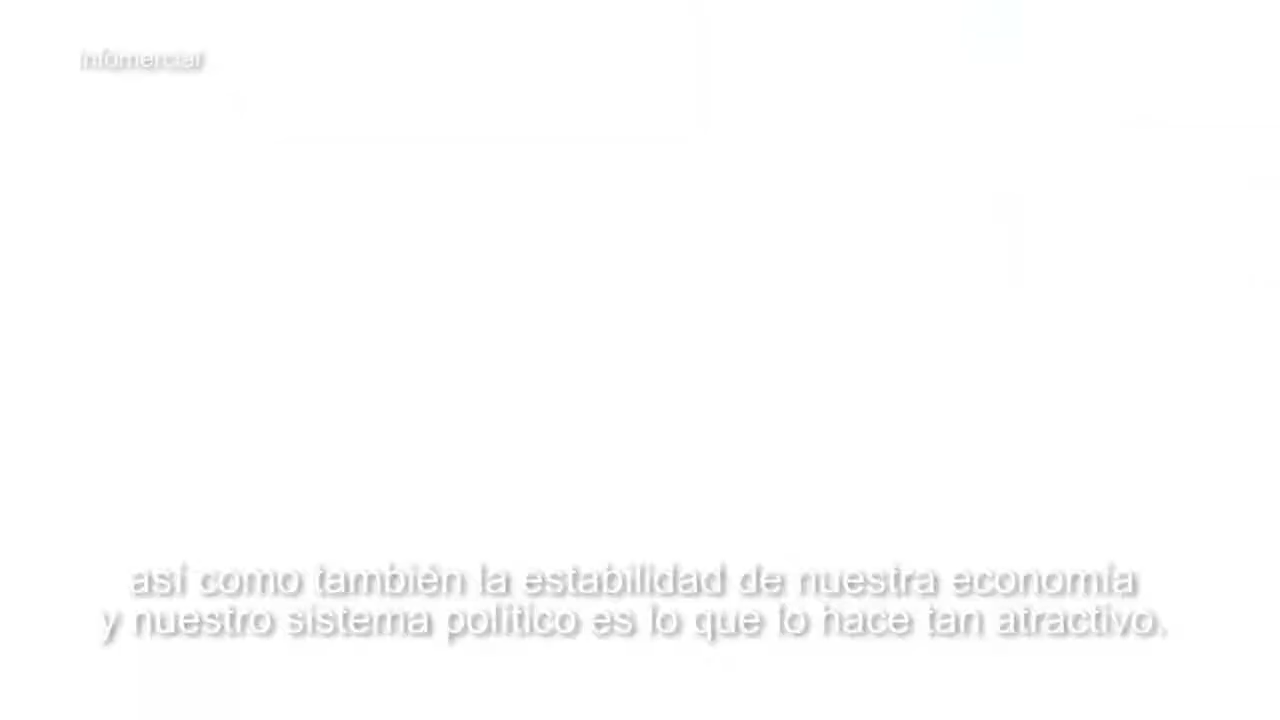 Infomercial
así como también la estabilidad de nuestra economía
y nuestro sistema político es lo que lo hace tan atractivo.